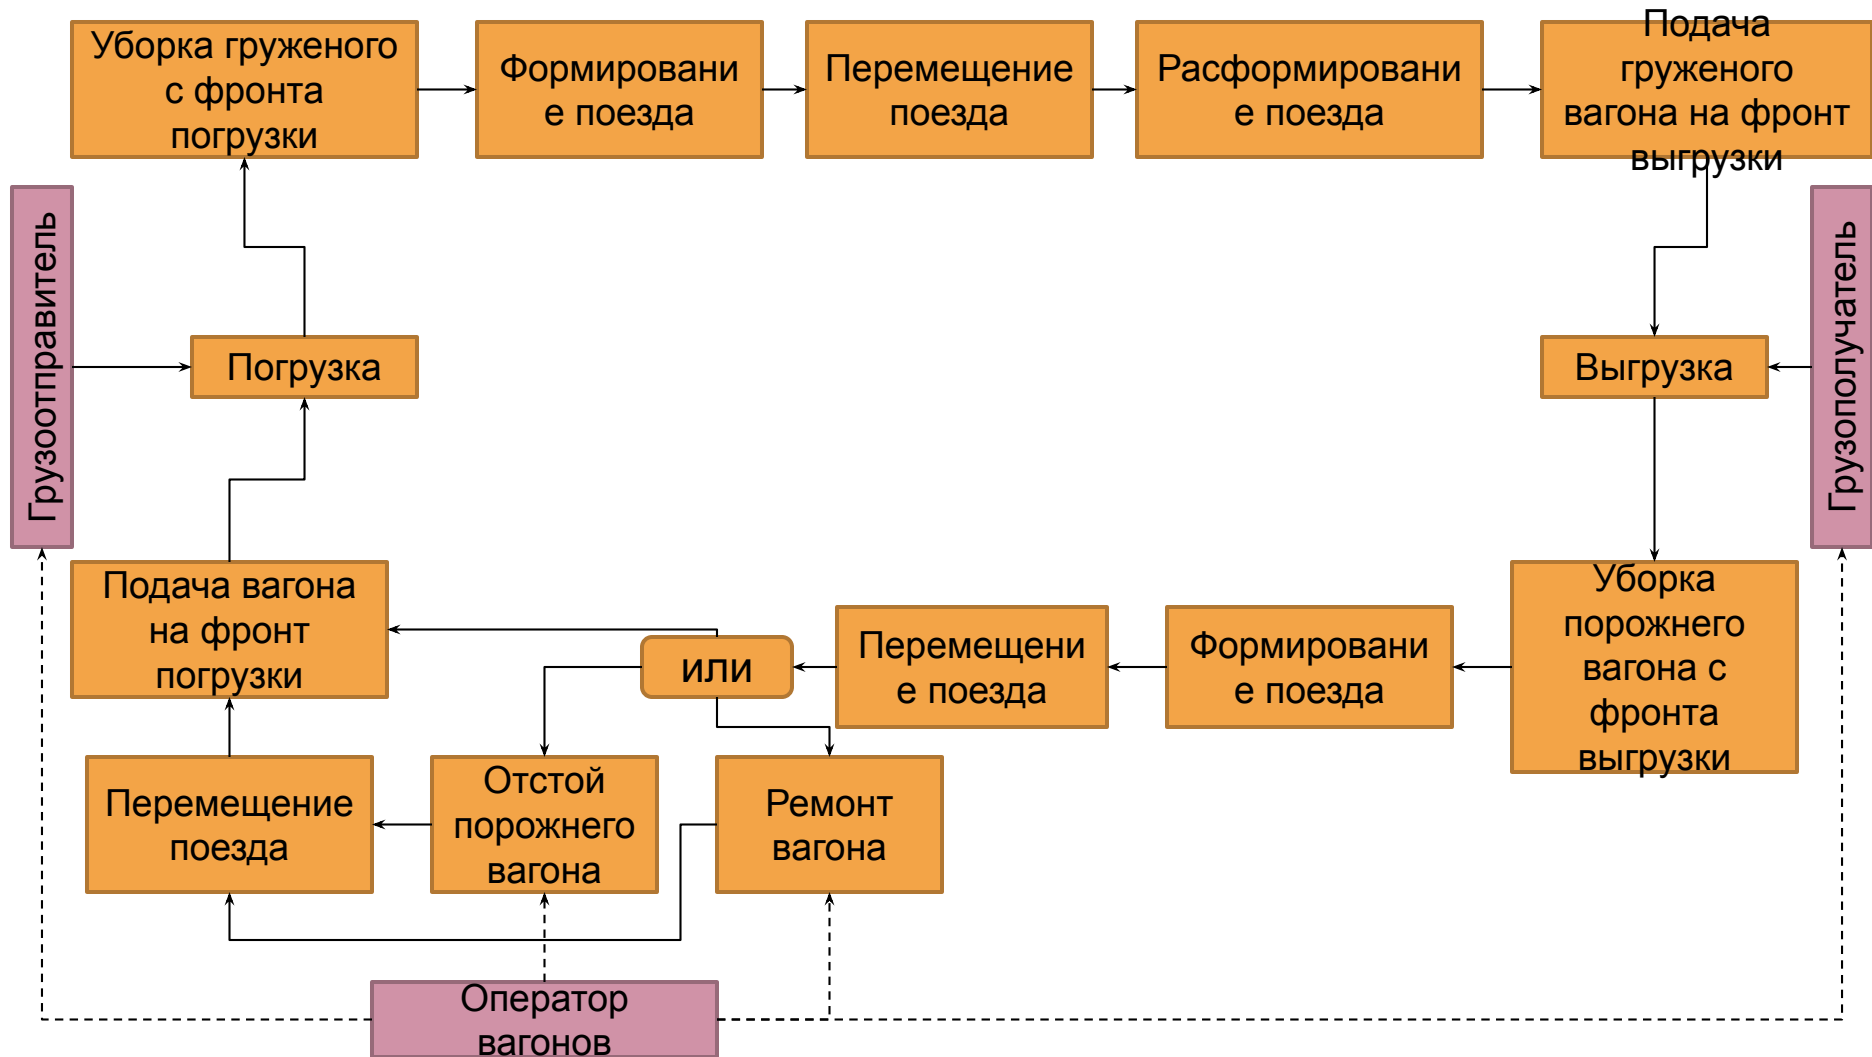 Уборка груженого
с фронта
погрузки
Формировани
е поезда
Перемещение
поезда
Расформировани
е поезда
Подача
груженого
вагона на фронт
выгрузки
Грузоотправитель
Погрузка
Выгрузка
Грузополучатель
Подача вагона
на фронт
погрузки
или
Перемещени
е поезда
Формировани
е поезда
Уборка
порожнего
вагона с
фронта
выгрузки
Перемещение
поезда
Отстой
порожнего
вагона
Ремонт
вагона
Оператор
вагонов